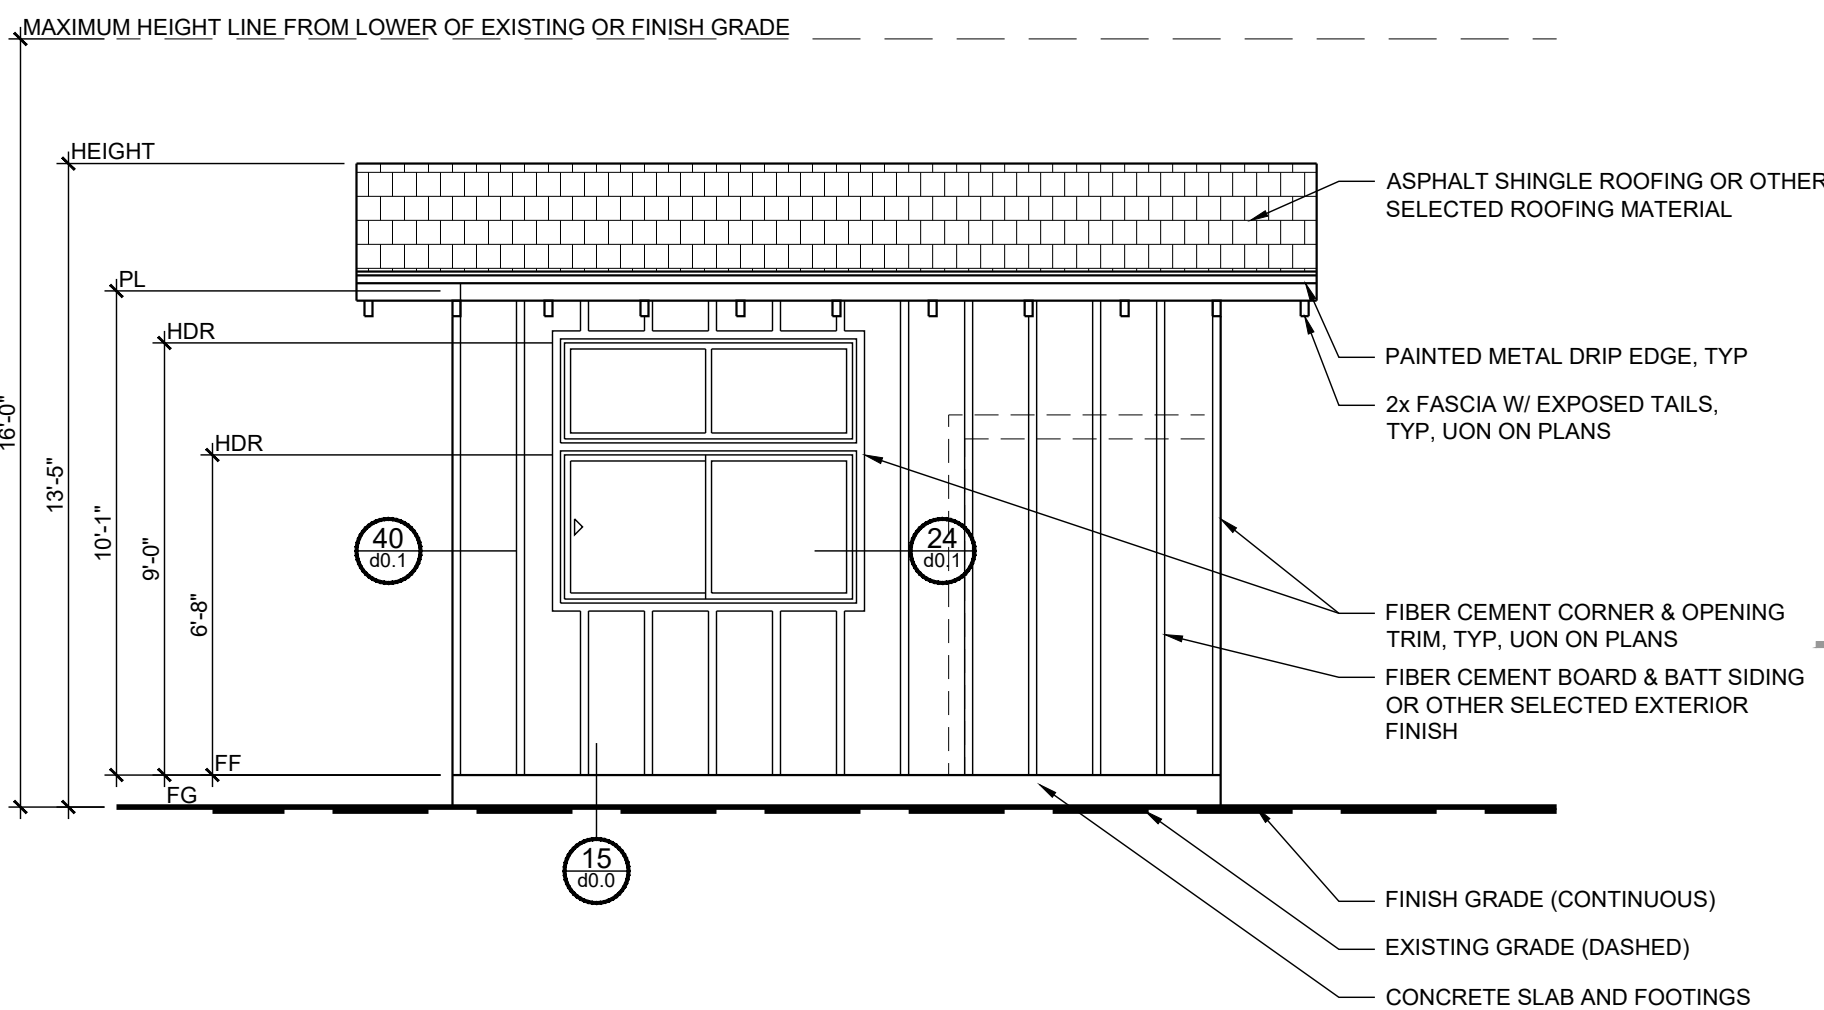 MAXIMUM HEIGHT LINE FROM LOWER OF EXISTING OR FINISH GRADE
HEIGHT
ASPHALT SHINGLE ROOFING OR OTHER
SELECTED ROOFING MATERIAL
PL
HDR
PAINTED METAL DRIP EDGE, TYP
2x FASCIA W/ EXPOSED TAILS,
TYP, UON ON PLANS
16'-0"
HDR
13'-5"
10'-1"
9'-0"
6'-8"
40
d0.1
24
d0.1
FIBER CEMENT CORNER & OPENING
TRIM, TYP, UON ON PLANS
FIBER CEMENT BOARD & BATT SIDING
OR OTHER SELECTED EXTERIOR
FINISH
FF
FG
15
d0.0
FINISH GRADE (CONTINUOUS)
EXISTING GRADE (DASHED)
CONCRETE SLAB AND FOOTINGS